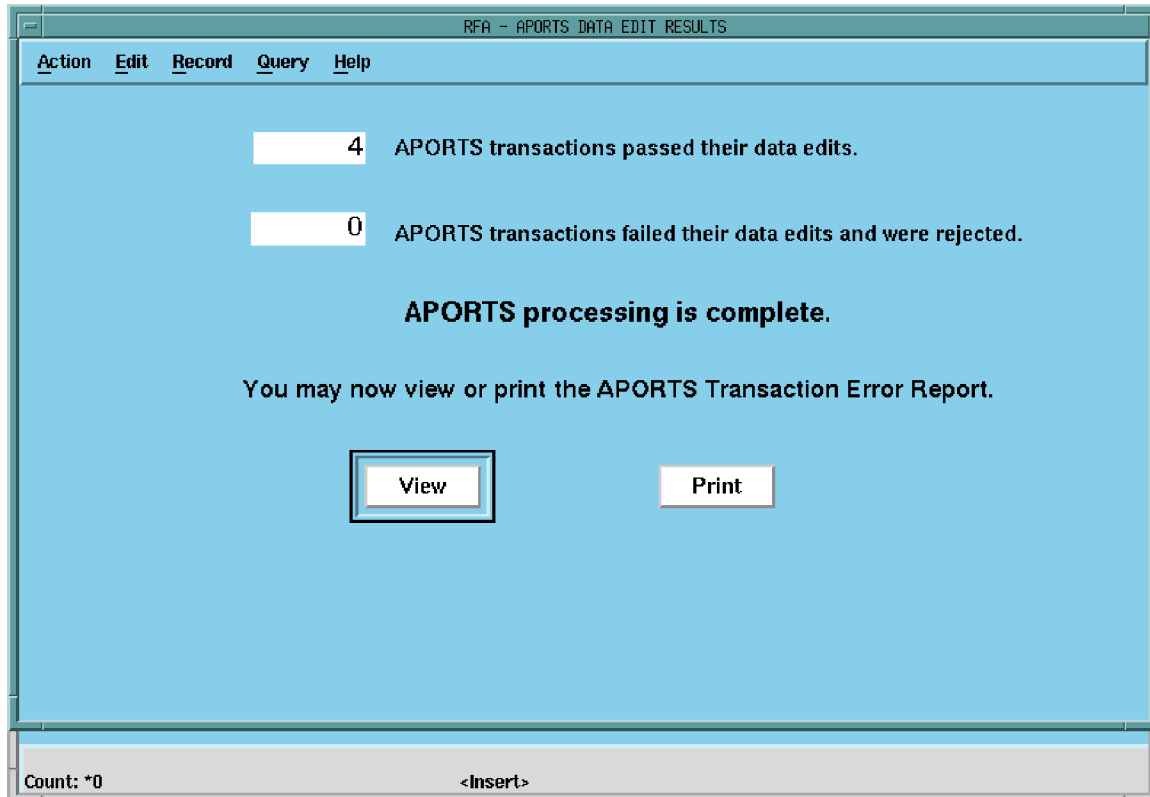 RFA - APORTS DATA EDIT RESULTS
Action Edit Record Query Help
4 APORTS transactions passed their data edits.
0 APORTS transactions failed their data edits and were rejected.
APORTS processing is complete.
You may now view or print the APORTS Transaction Error Report.
View Print
Count: *0 <Insert>